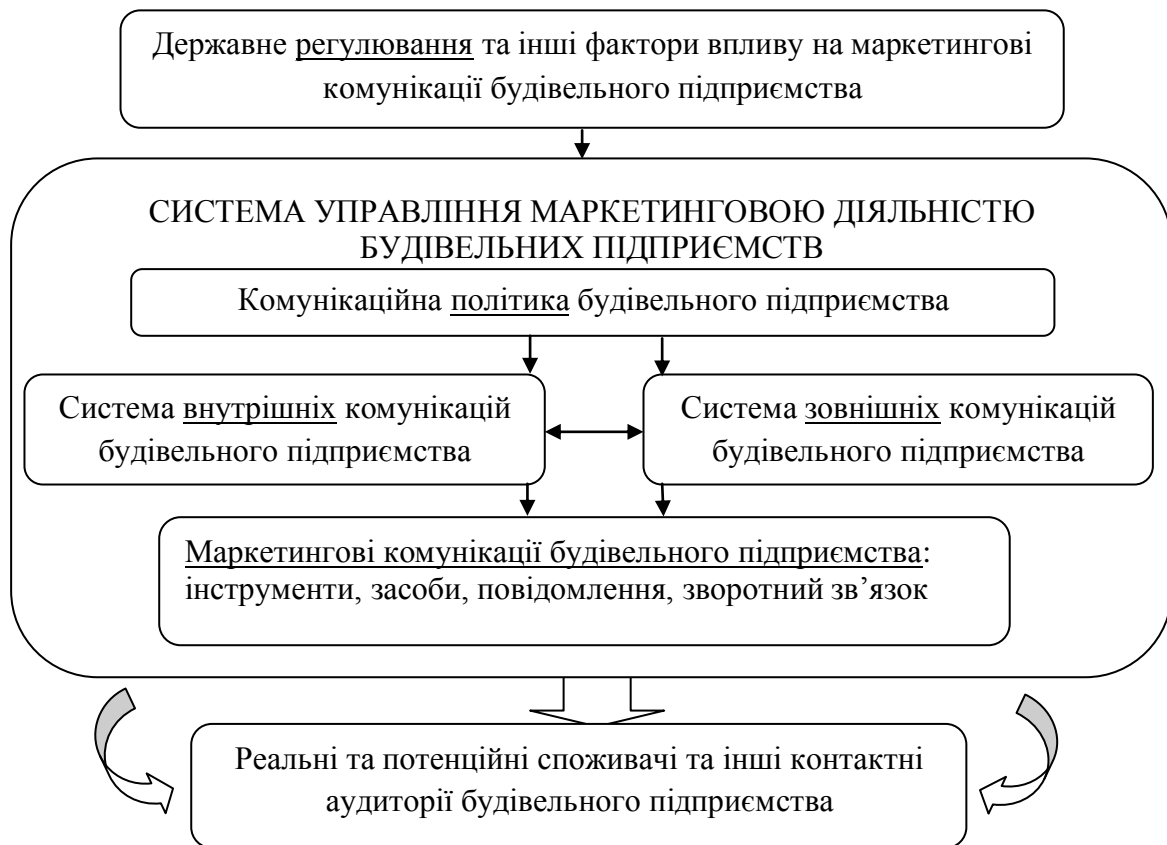 Державне регулювання та інші фактори впливу на маркетингові
комунікації будівельного підприємства
СИСТЕМА УПРАВЛІННЯ МАРКЕТИНГОВОЮ ДІЯЛЬНІСТЮ
БУДІВЕЛЬНИХ ПІДПРИЄМСТВ
Комунікаційна політика будівельного підприємства
Система внутрішніх комунікацій
будівельного підприємства
Система зовнішніх комунікацій
будівельного підприємства
Маркетингові комунікації будівельного підприємства:
інструменти, засоби, повідомлення, зворотний зв’язок
Реальні та потенційні споживачі та інші контактні
аудиторії будівельного підприємства